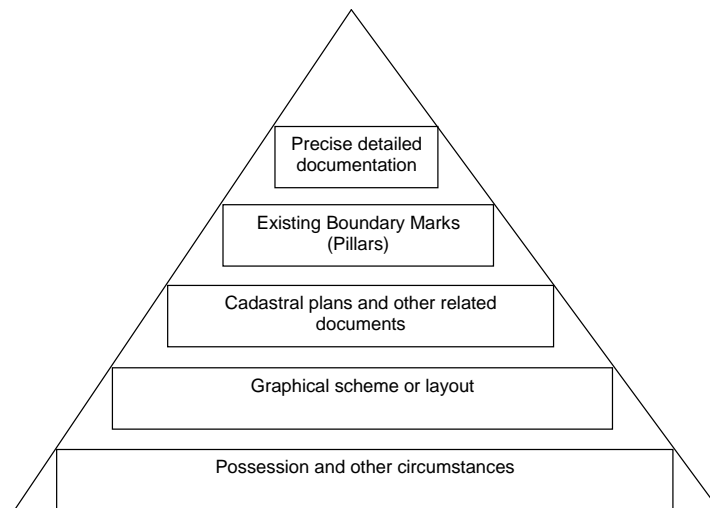 Precise detailed
documentation
Existing Boundary Marks
(Pillars)
Cadastral plans and other related
documents
Graphical scheme or layout
Possession and other circumstances